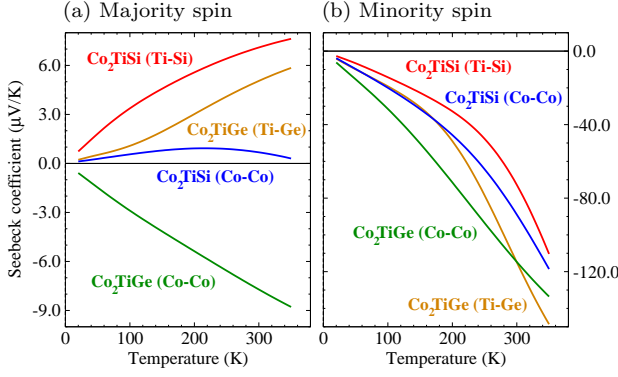 (a) Majority spin
(b) Minority spin
Seebeck coefficient (μV/K)
6.0
3.0
0.0
-3.0
-6.0
-9.0
Co₂TiSi (Ti-Si)
Co₂TiGe (Ti-Ge)
Co₂TiSi (Co-Co)
Co₂TiGe (Co-Co)
0 100 200 300
Temperature (K)
Co₂TiSi (Ti-Si)
Co₂TiSi (Co-Co)
Co₂TiGe (Co-Co)
Co₂TiGe (Ti-Ge)
0.0
-40.0
-80.0
-120.0
0 100 200 300
Temperature (K)